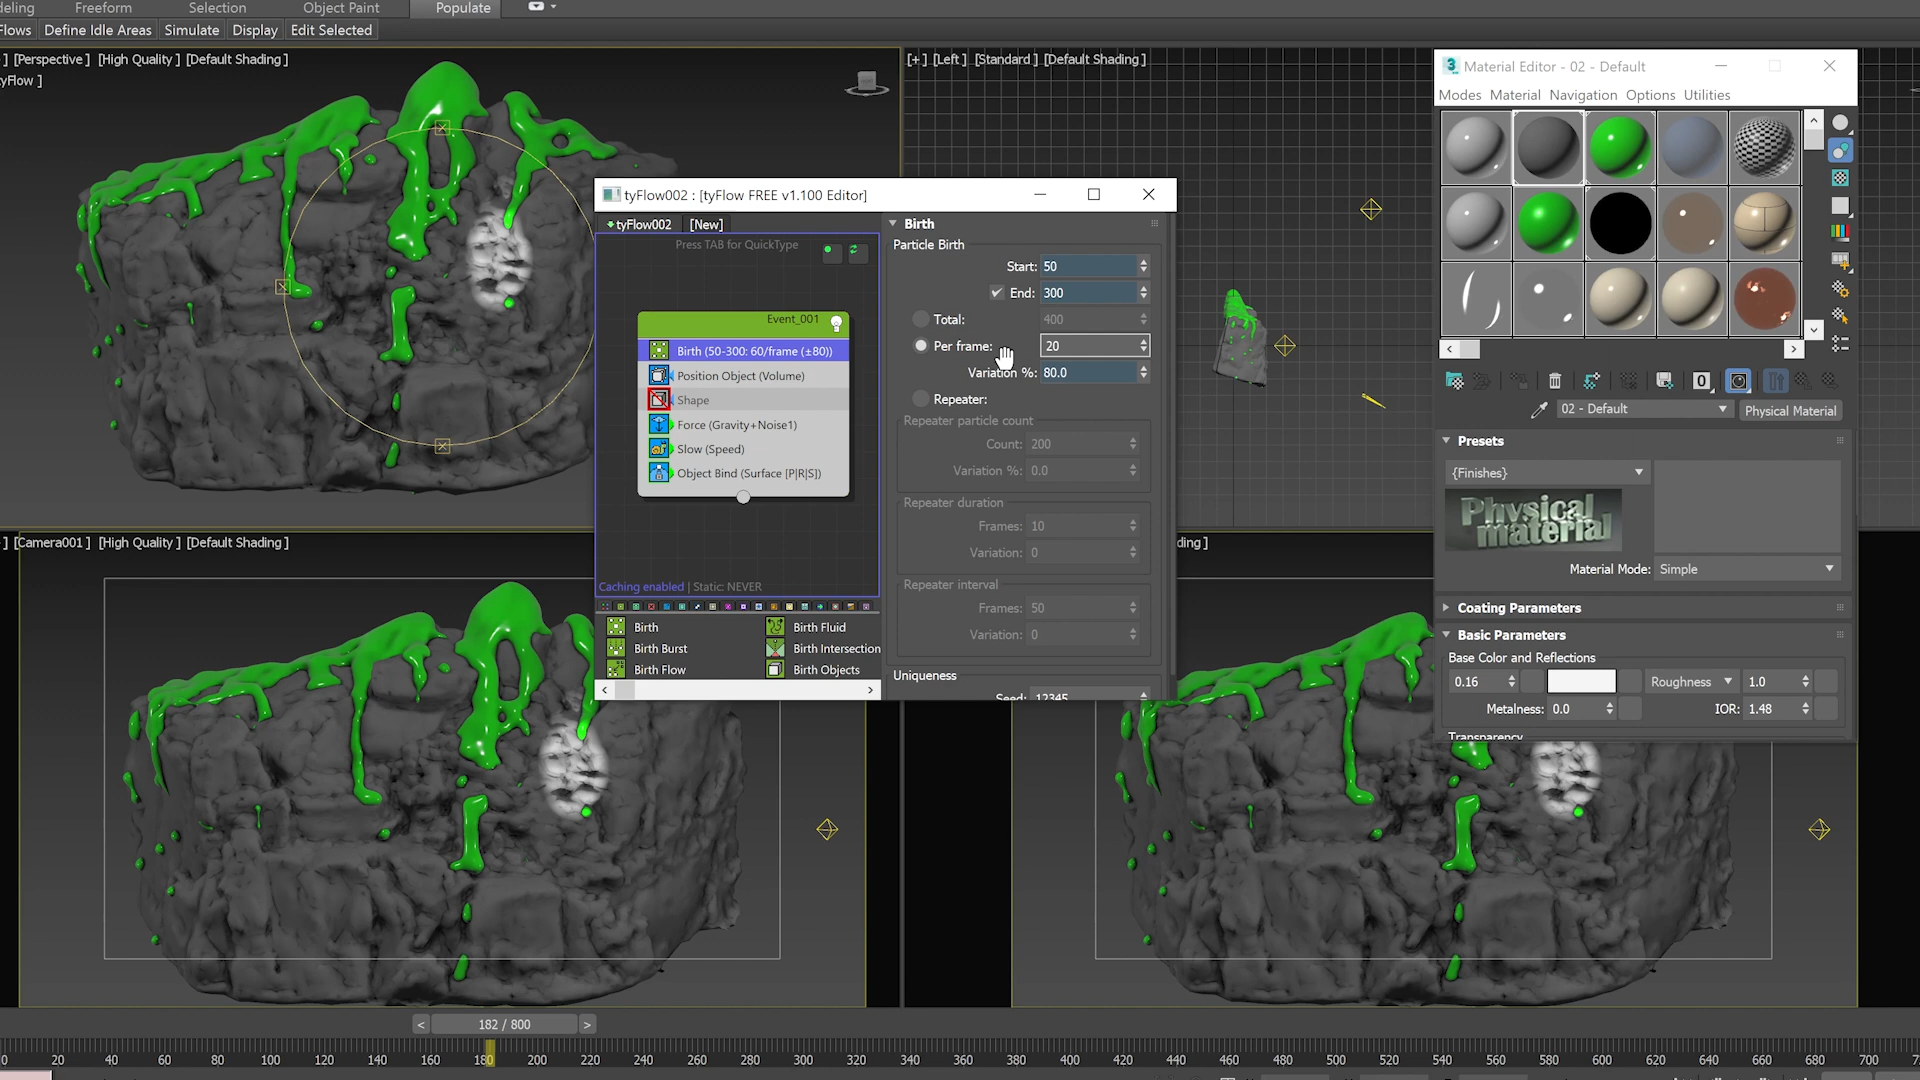 deling Freeform Selection Object Paint Populate
Flows Define Idle Areas Simulate Display Edit Selected
] [Perspective ] [High Quality ] [Default Shading ]
yFlow ]
[+] [Left ] [Standard ] [Default Shading ]
] [Camera001 ] [High Quality ] [Default Shading ]
ding ]
tyFlow002 : [tyFlow FREE v1.100 Editor]
tyFlow002 [New]
Press TAB for QuickType
Event_001
Birth (50-300: 60/frame (±80))
Position Object (Volume)
Shape
Force (Gravity+Noise1)
Slow (Speed)
Object Bind (Surface [P|R|S])
Caching enabled | Static: NEVER
Birth Birth Fluid
Birth Burst Birth Intersection
Birth Flow Birth Objects
Birth
Particle Birth
Start: 50
End: 300
Total: 400
Per frame: 20
Variation %: 80.0
Repeater:
Repeater particle count
Count: 200
Variation %: 0.0
Repeater duration
Frames: 10
Variation: 0
Repeater interval
Frames: 50
Variation: 0
Uniqueness
Seed: 12345
3 Material Editor - 02 - Default
Modes Material Navigation Options Utilities
02 - Default Physical Material
Presets
{Finishes}
Physical material
Material Mode: Simple
Coating Parameters
Basic Parameters
Base Color and Reflections
0.16 Roughness 1.0
Metalness: 0.0 IOR: 1.48
Transparency
< 182 / 800 >
0 20 40 60 80 100 120 140 160 180 200 220 240 260 280 300 320 340 360 380 400 420 440 460 480 500 520 540 560 580 600 620 640 660 680 700